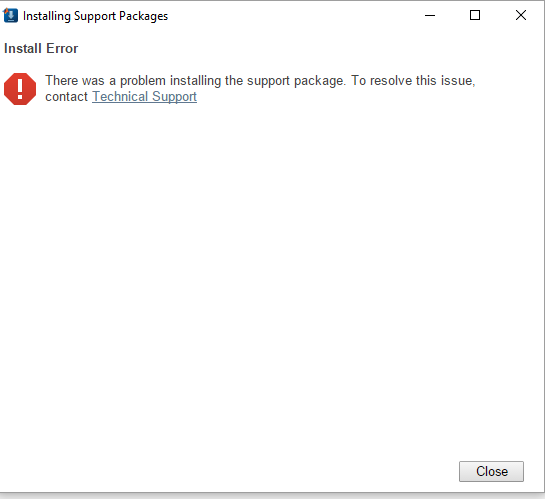 Installing Support Packages
Install Error
There was a problem installing the support package. To resolve this issue,
contact Technical Support
Close